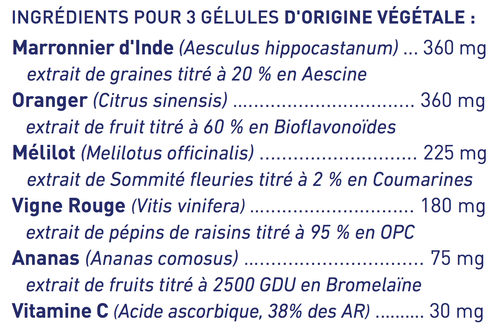 INGRÉDIENTS POUR 3 GÉLULES D'ORIGINE VÉGÉTALE :
Marronnier d'Inde (Aesculus hippocastanum) ... 360 mg
extrait de graines titré à 20 % en Aescine
Oranger (Citrus sinensis) ................................. 360 mg
extrait de fruit titré à 60 % en Bioflavonoïdes
Mélilot (Melilotus officinalis) ............................. 225 mg
extrait de Sommité fleuries titré à 2 % en Coumarines
Vigne Rouge (Vitis vinifera) .............................. 180 mg
extrait de pépins de raisins titré à 95 % en OPC
Ananas (Ananas comosus) ................................. 75 mg
extrait de fruits titré à 2500 GDU en Bromelaïne
Vitamine C (Acide ascorbique, 38% des AR) ......... 30 mg